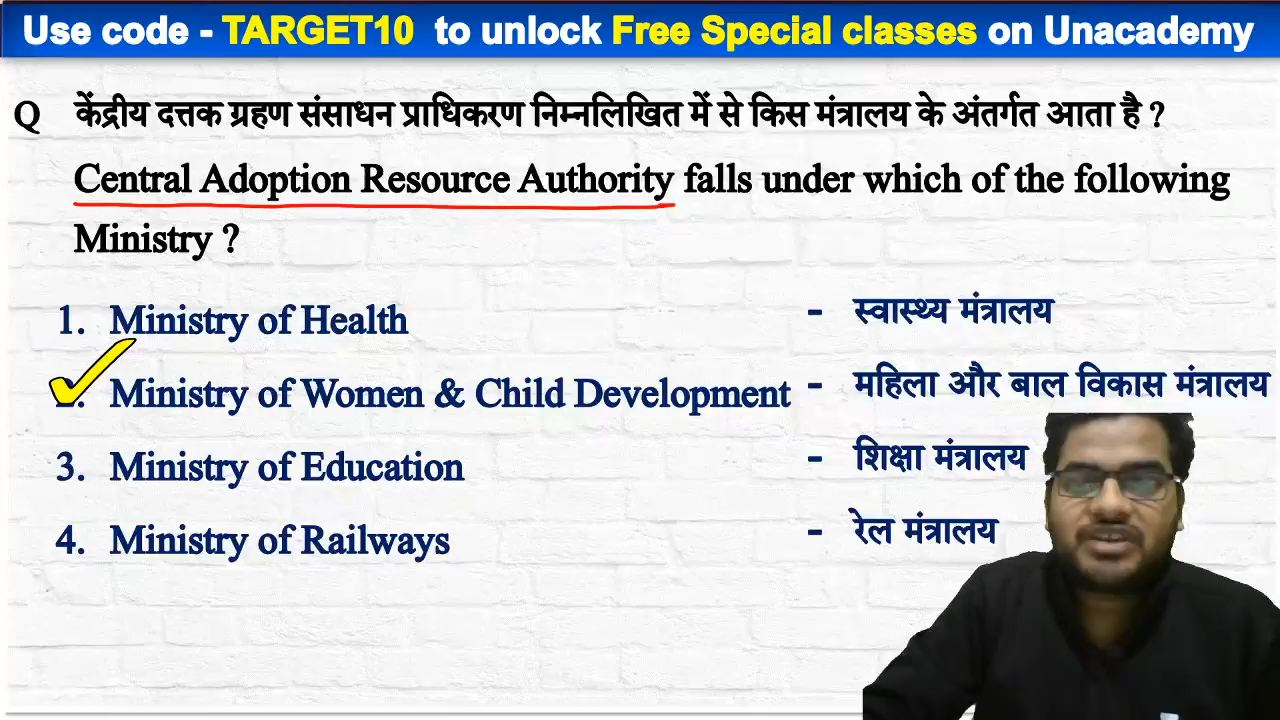 Use code - TARGET10 to unlock Free Special classes on Unacademy
Q केंद्रीय दत्तक ग्रहण संसाधन प्राधिकरण निम्नलिखित में से किस मंत्रालय के अंतर्गत आता है ?
Central Adoption Resource Authority falls under which of the following
Ministry ?
1. Ministry of Health - स्वास्थ्य मंत्रालय
2. Ministry of Women & Child Development - महिला और बाल विकास मंत्रालय
3. Ministry of Education - शिक्षा मंत्रालय
4. Ministry of Railways - रेल मंत्रालय